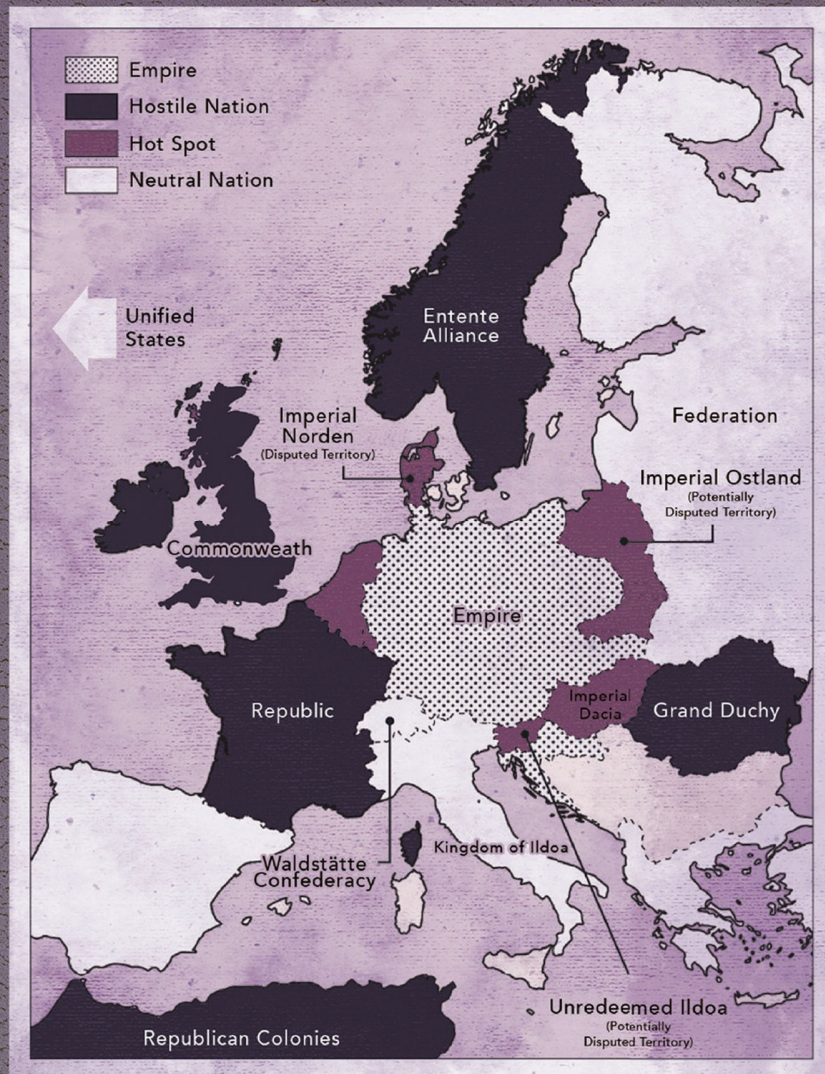 Empire
Hostile Nation
Hot Spot
Neutral Nation
Unified
States
Entente
Alliance
Imperial
Norden
(Disputed Territory)
Federation
Imperial Ostland
(Potentially
Disputed Territory)
Commonweath
Empire
Republic
Imperial
Dacia
Grand Duchy
Kingdom of Ildoa
Waldstätte
Confederacy
Unredeemed Ildoa
(Potentially
Disputed Territory)
Republican Colonies